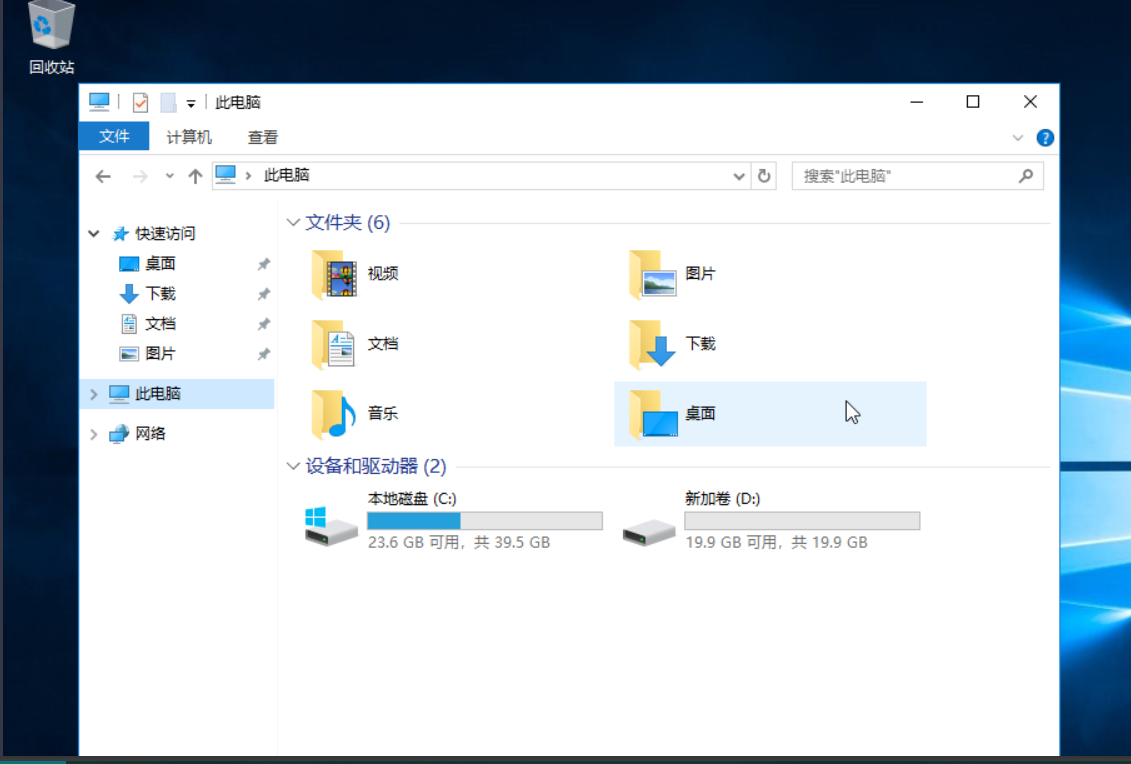 回收站
此电脑
文件 计算机 查看
此电脑 搜索"此电脑"
快速访问
桌面
下载
文档
图片
此电脑
网络
文件夹 (6)
视频 图片
文档 下载
音乐 桌面
设备和驱动器 (2)
本地磁盘 (C:) 新加卷 (D:)
23.6 GB 可用，共 39.5 GB 19.9 GB 可用，共 19.9 GB